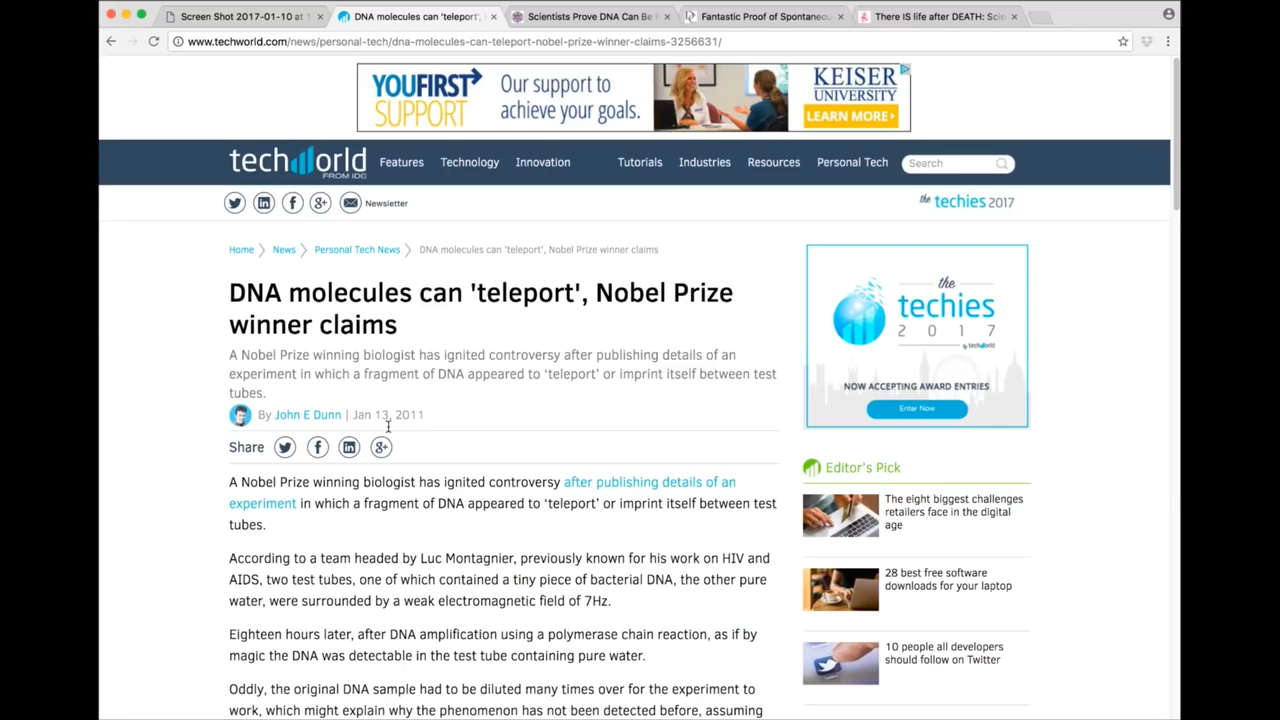 Screen Shot 2017-01-10 at 1
DNA molecules can 'teleport',
Scientists Prove DNA Can Be
Fantastic Proof of Spontaneou
There IS life after DEATH: Scie
www.techworld.com/news/personal-tech/dna-molecules-can-teleport-nobel-prize-winner-claims-3256631/
YOUFIRST
SUPPORT
Our support to
achieve your goals.
KEISER
UNIVERSITY
LEARN MORE
techworld
FROM IDG
Features
Technology
Innovation
Tutorials
Industries
Resources
Personal Tech
Search
Newsletter
the techies 2017
Home
News
Personal Tech News
DNA molecules can 'teleport', Nobel Prize winner claims
DNA molecules can 'teleport', Nobel Prize
winner claims
A Nobel Prize winning biologist has ignited controversy after publishing details of an
experiment in which a fragment of DNA appeared to ‘teleport’ or imprint itself between test
tubes.
By John E Dunn | Jan 13, 2011
Share
A Nobel Prize winning biologist has ignited controversy after publishing details of an
experiment in which a fragment of DNA appeared to ‘teleport’ or imprint itself between test
tubes.
According to a team headed by Luc Montagnier, previously known for his work on HIV and
AIDS, two test tubes, one of which contained a tiny piece of bacterial DNA, the other pure
water, were surrounded by a weak electromagnetic field of 7Hz.
Eighteen hours later, after DNA amplification using a polymerase chain reaction, as if by
magic the DNA was detectable in the test tube containing pure water.
Oddly, the original DNA sample had to be diluted many times over for the experiment to
work, which might explain why the phenomenon has not been detected before, assuming
the
techies
2017
by techworld
NOW ACCEPTING AWARD ENTRIES
Enter Now
Editor's Pick
The eight biggest challenges
retailers face in the digital
age
28 best free software
downloads for your laptop
10 people all developers
should follow on Twitter